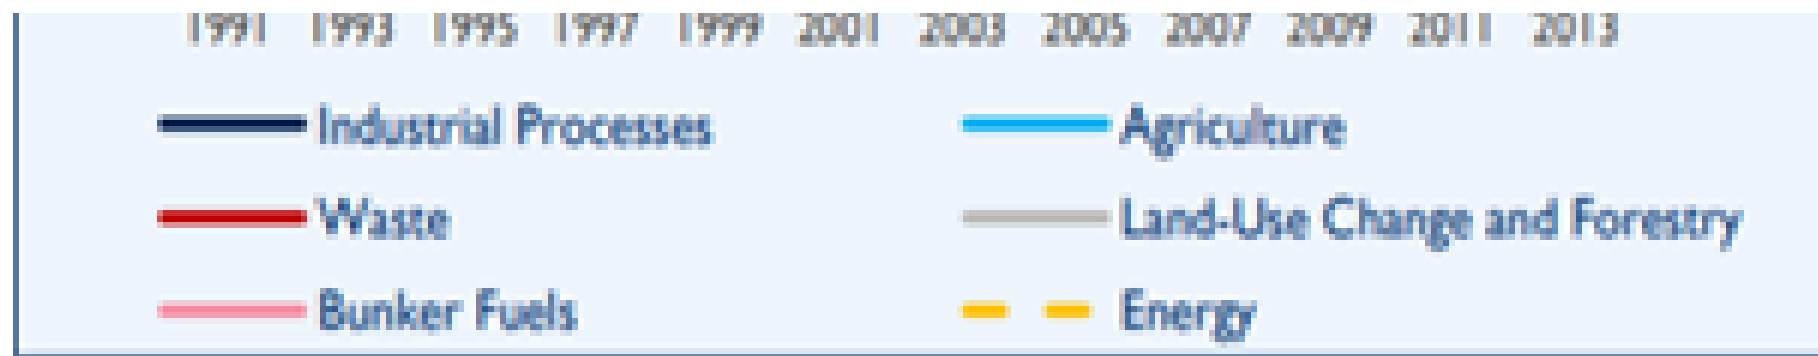 1991 1993 1995 1997 1999 2001 2003 2005 2007 2009 2011 2013
Industrial Processes Agriculture
Waste Land-Use Change and Forestry
Bunker Fuels Energy